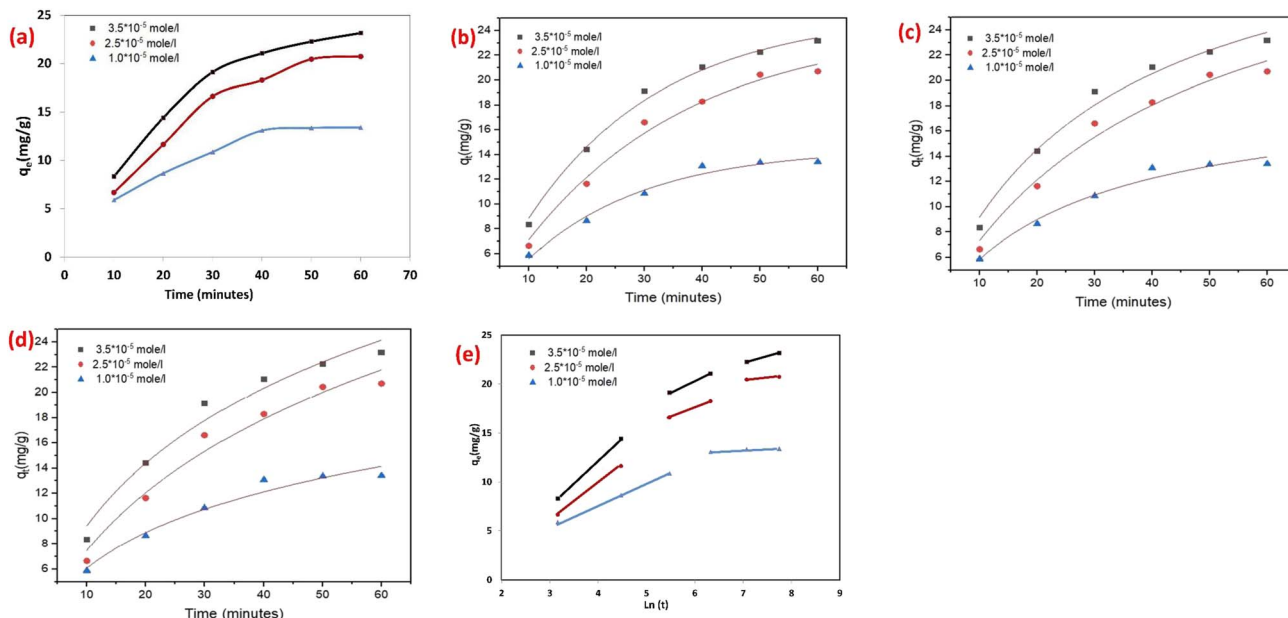 (a)
3.5*10⁻⁵ mole/l
2.5*10⁻⁵ mole/l
1.0*10⁻⁵ mole/l
qₑ(mg/g)
25
20
15
10
5
0
0 10 20 30 40 50 60 70
Time (minutes)
(b)
3.5*10⁻⁵ mole/l
2.5*10⁻⁵ mole/l
1.0*10⁻⁵ mole/l
qₜ(mg/g)
24
22
20
18
16
14
12
10
8
6
10 20 30 40 50 60
Time (minutes)
(c)
3.5*10⁻⁵ mole/l
2.5*10⁻⁵ mole/l
1.0*10⁻⁵ mole/l
qₜ(mg/g)
24
22
20
18
16
14
12
10
8
6
10 20 30 40 50 60
Time (minutes)
(d)
3.5*10⁻⁵ mole/l
2.5*10⁻⁵ mole/l
1.0*10⁻⁵ mole/l
qₜ(mg/g)
24
22
20
18
16
14
12
10
8
6
10 20 30 40 50 60
Time (minutes)
(e)
3.5*10⁻⁵ mole/l
2.5*10⁻⁵ mole/l
1.0*10⁻⁵ mole/l
qₑ(mg/g)
25
20
15
10
5
0
2 3 4 5 6 7 8 9
Ln (t)